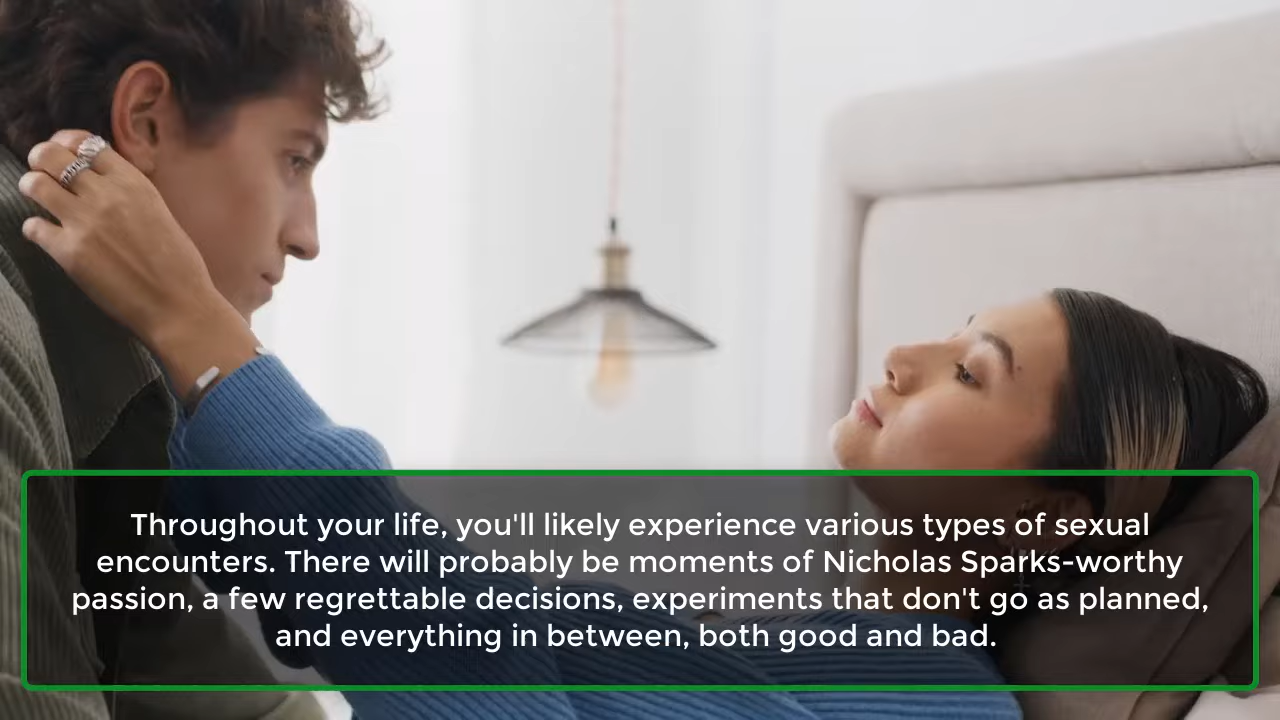 Throughout your life, you'll likely experience various types of sexual
encounters. There will probably be moments of Nicholas Sparks-worthy
passion, a few regrettable decisions, experiments that don't go as planned,
and everything in between, both good and bad.